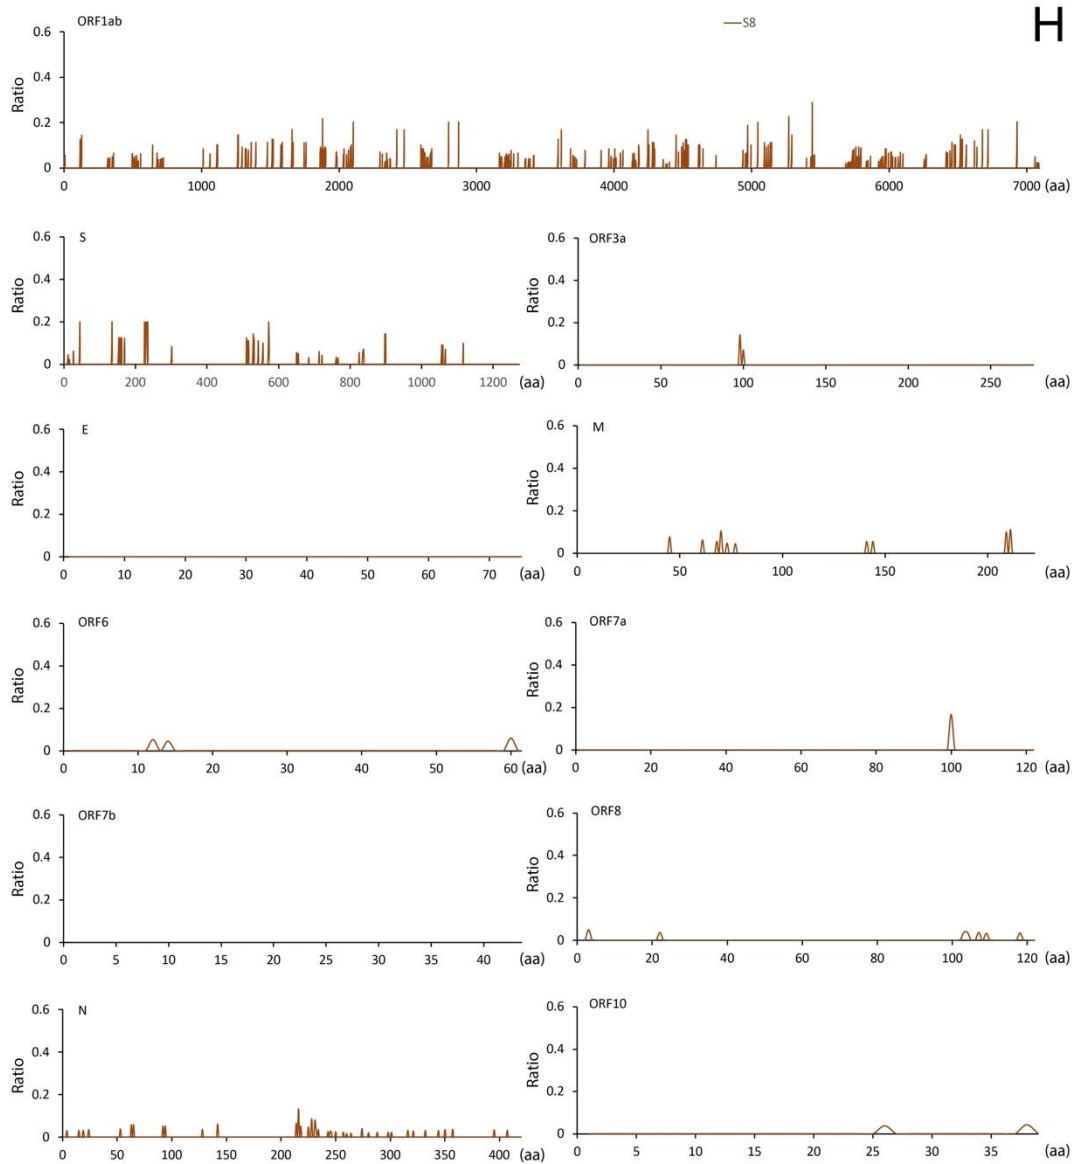 ORF1ab
S8
H
0.6
0.4
0.2
0
Ratio
0 1000 2000 3000 4000 5000 6000 7000 (aa)
S
0.6
0.4
0.2
0
Ratio
0 200 400 600 800 1000 1200 (aa)
ORF3a
0.6
0.4
0.2
0
Ratio
0 50 100 150 200 250 (aa)
E
0.6
0.4
0.2
0
Ratio
0 10 20 30 40 50 60 70 (aa)
M
0.6
0.4
0.2
0
Ratio
0 50 100 150 200 (aa)
ORF6
0.6
0.4
0.2
0
Ratio
0 10 20 30 40 50 60 (aa)
ORF7a
0.6
0.4
0.2
0
Ratio
0 20 40 60 80 100 120 (aa)
ORF7b
0.6
0.4
0.2
0
Ratio
0 5 10 15 20 25 30 35 40 (aa)
ORF8
0.6
0.4
0.2
0
Ratio
0 20 40 60 80 100 120 (aa)
N
0.6
0.4
0.2
0
Ratio
0 50 100 150 200 250 300 350 400 (aa)
ORF10
0.6
0.4
0.2
0
Ratio
0 5 10 15 20 25 30 35 (aa)